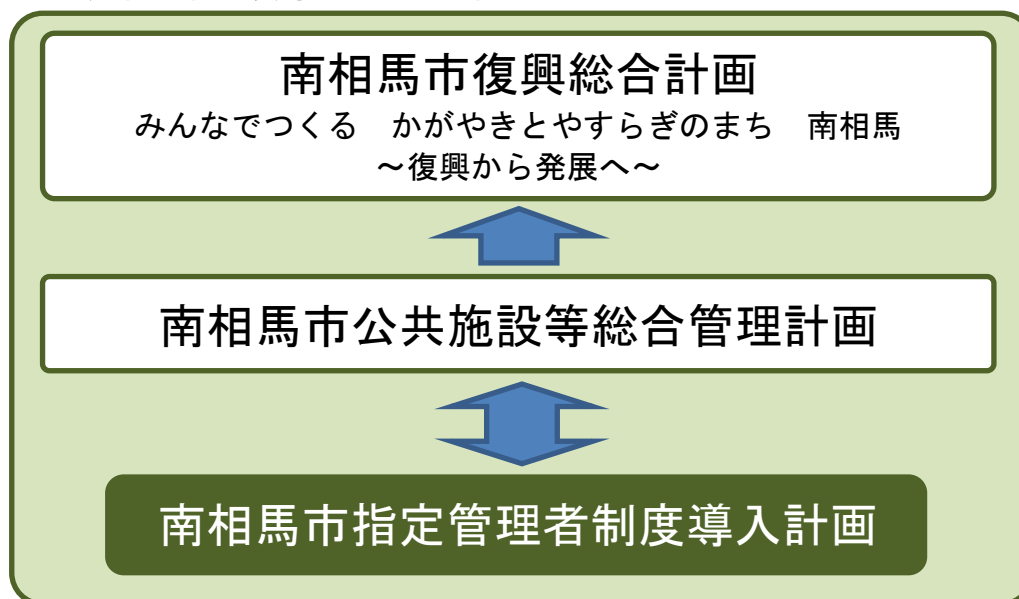 南相馬市復興総合計画
みんなでつくる　かがやきとやすらぎのまち　南相馬
～復興から発展へ～
南相馬市公共施設等総合管理計画
南相馬市指定管理者制度導入計画